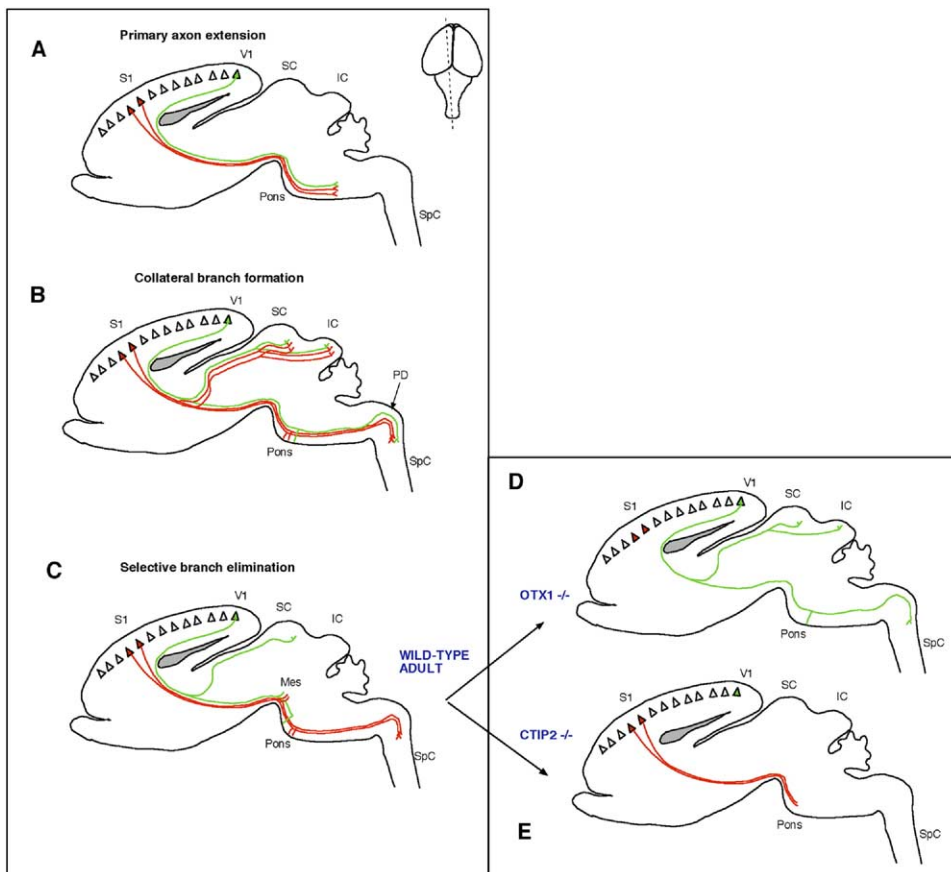 A
Primary axon extension
V1
S1
SC
IC
Pons
SpC
Collateral branch formation
B
V1
S1
SC
IC
PD
Pons
SpC
C
Selective branch elimination
V1
S1
SC
IC
Mes
Pons
SpC
WILD-TYPE
ADULT
D
V1
S1
SC
IC
OTX1 -/-
Pons
SpC
V1
S1
SC
IC
CTIP2 -/-
Pons
SpC
E